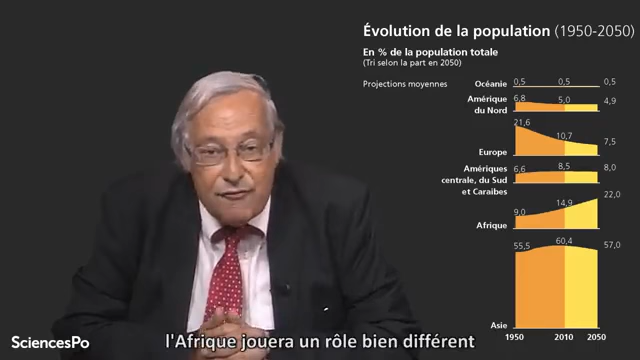 Évolution de la population (1950-2050)
En % de la population totale
(Tri selon la part en 2050)
Projections moyennes
Océanie
0,5 0,5 0,5
Amérique
du Nord
6,8 5,0 4,9
Europe
21,6 10,7 7,5
Amériques
centrale, du Sud
et Caraibes
6,6 8,5 8,0
Afrique
9,0 14,9 22,0
Asie
55,5 60,4 57,0
1950 2010 2050
SciencesPo
l'Afrique jouera un rôle bien différent